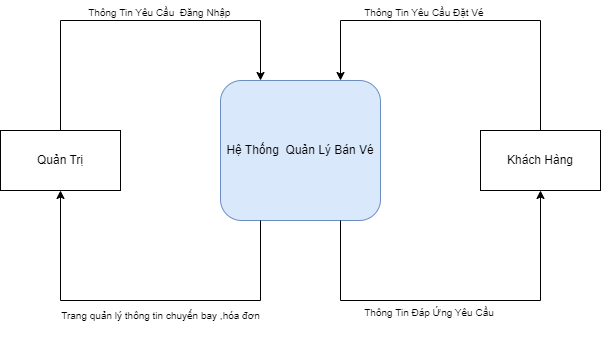 Thông Tin Yêu Cầu Đăng Nhập
Thông Tin Yêu Cầu Đặt Vé
Hệ Thống Quản Lý Bán Vé
Quản Trị
Khách Hàng
Trang quản lý thông tin chuyến bay ,hóa đơn
Thông Tin Đáp Ứng Yêu Cầu